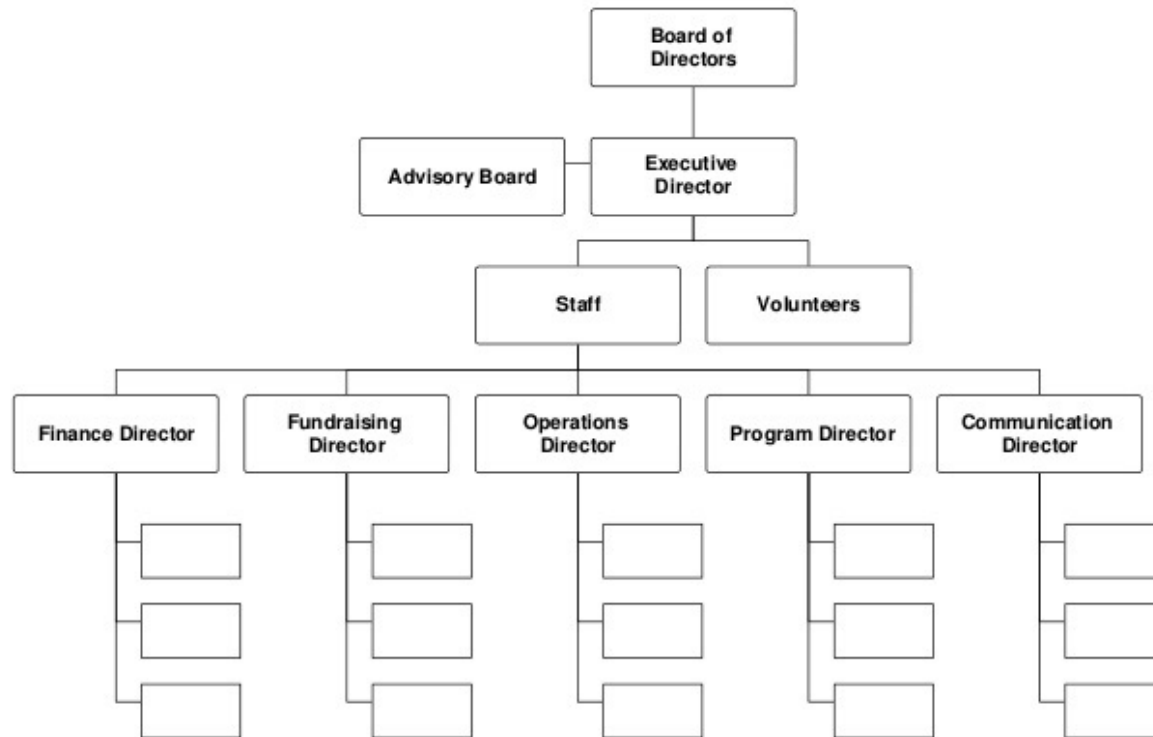 Board of
Directors
Advisory Board
Executive
Director
Staff
Volunteers
Finance Director
Fundraising
Director
Operations
Director
Program Director
Communication
Director